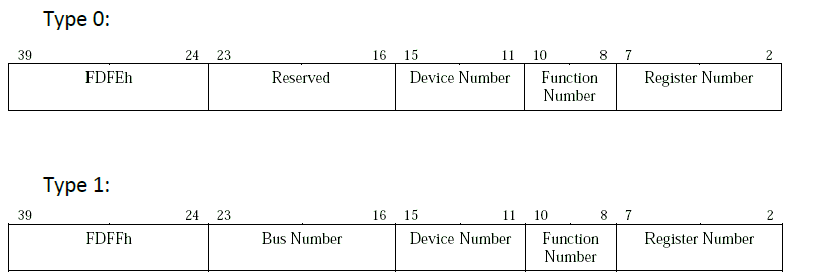 Type 0:
39 24 23 16 15 11 10 8 7 2
FDFEh Reserved Device Number Function Register Number
Number
Type 1:
39 24 23 16 15 11 10 8 7 2
FDFFh Bus Number Device Number Function Register Number
Number